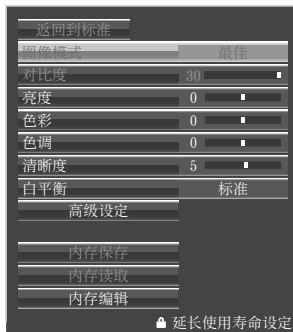 返回到标准
图像模式 最佳
对比度 30
亮度 0
色彩 0
色调 0
清晰度 5
白平衡 标准
高级设定
内存保存
内存读取
内存编辑
延长使用寿命设定